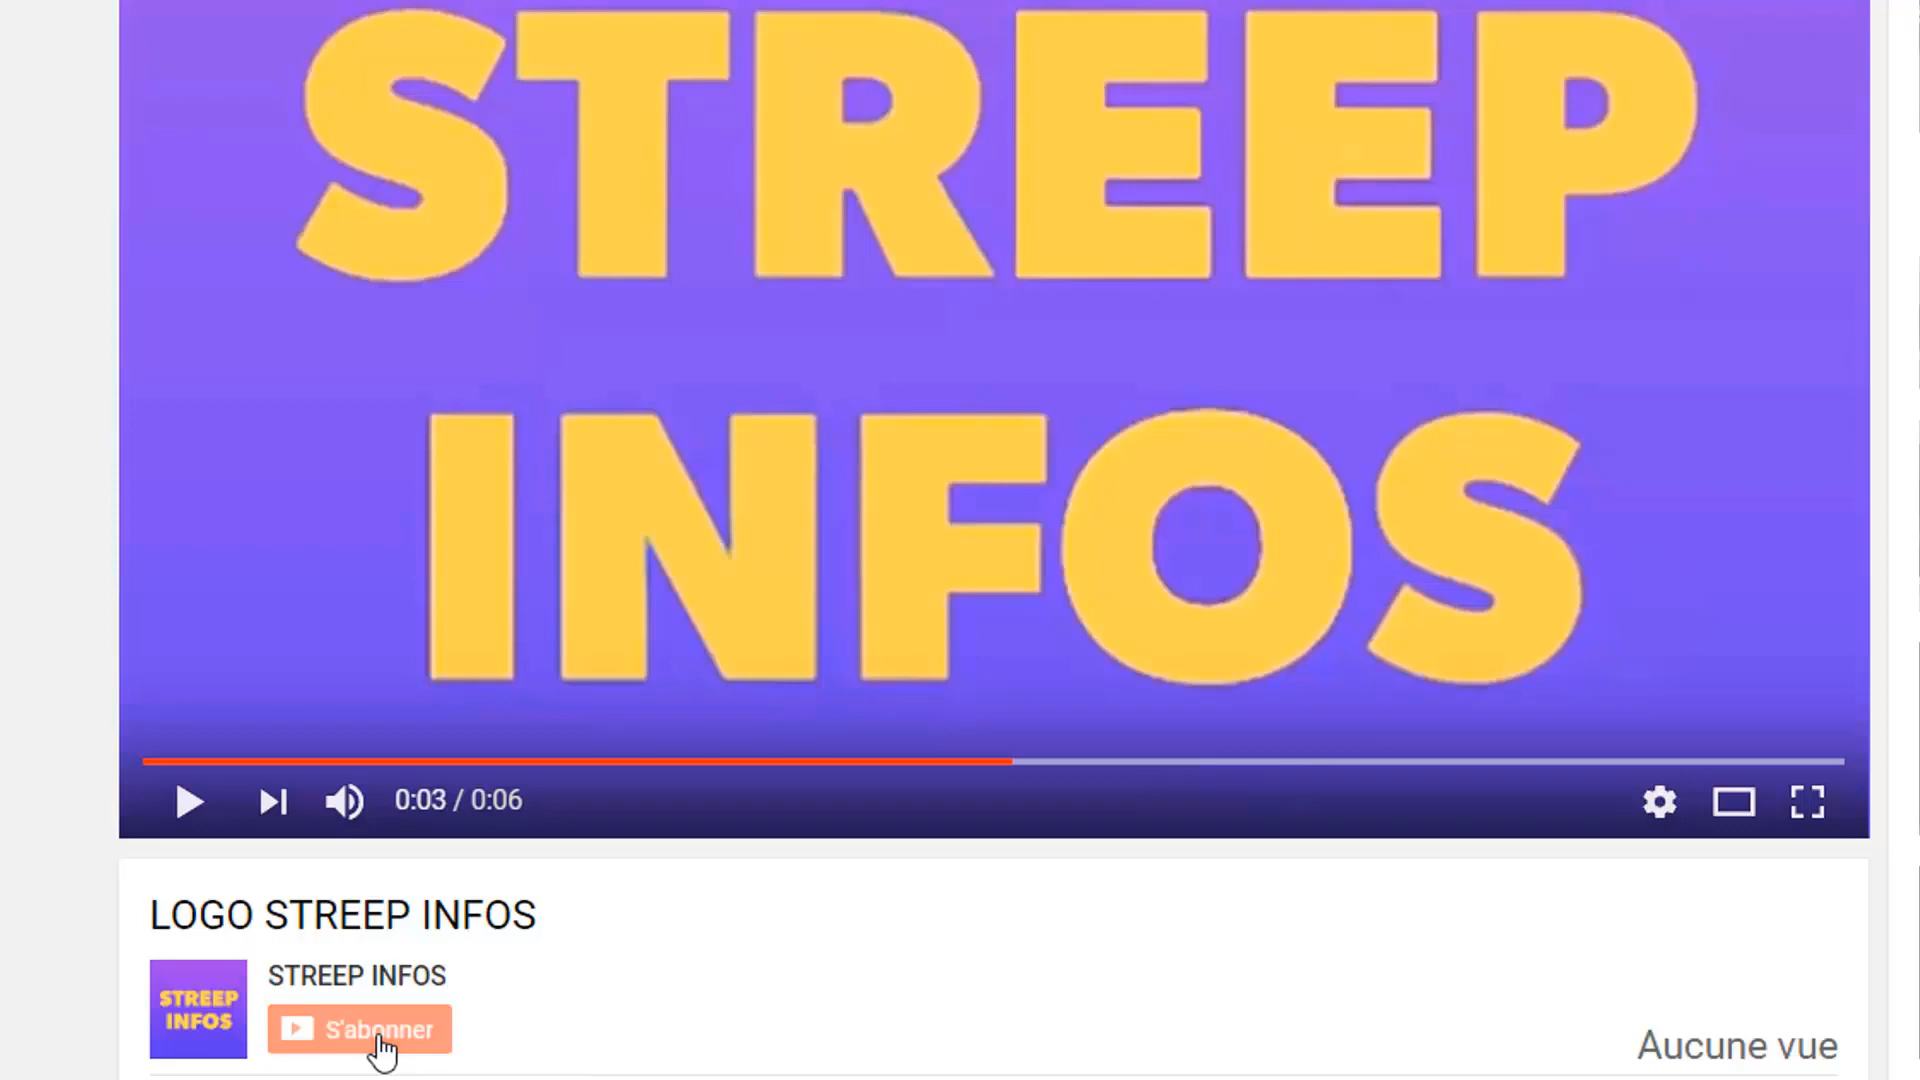 STREEP
INFOS
0:03 / 0:06
LOGO STREEP INFOS
STREEP INFOS
STREEP
INFOS
S'abonner
Aucune vue